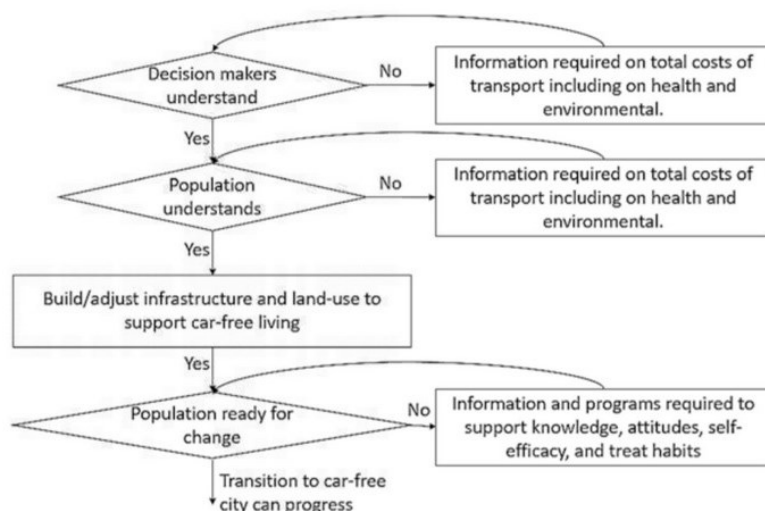 Decision makers
understand
No
Information required on total costs of
transport including on health and
environmental.
Yes
Population
understands
No
Information required on total costs of
transport including on health and
environmental.
Yes
Build/adjust infrastructure and land-use to
support car-free living
Yes
Population ready for
change
No
Information and programs required to
support knowledge, attitudes, self-
efficacy, and treat habits
Transition to car-free
city can progress